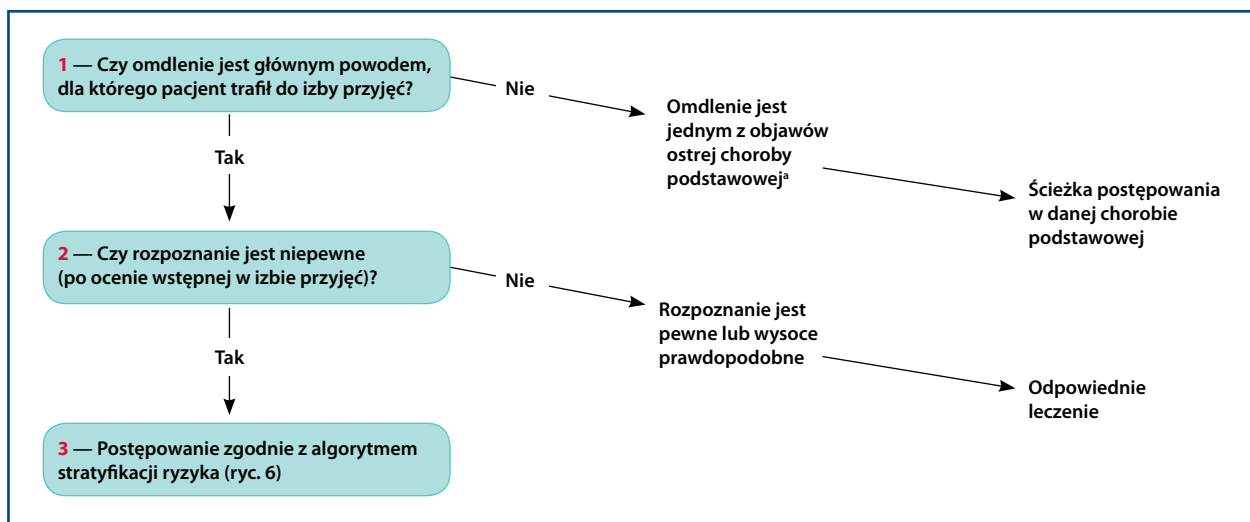 1 — Czy omdlenie jest głównym powodem,
dla którego pacjent trafił do izby przyjęć?
Nie
Omdlenie jest
jednym z objawów
ostrej choroby
podstawowejᵃ
Ścieżka postępowania
w danej chorobie
podstawowej
Tak
2 — Czy rozpoznanie jest niepewne
(po ocenie wstępnej w izbie przyjęć)?
Nie
Rozpoznanie jest
pewne lub wysoce
prawdopodobne
Odpowiednie
leczenie
Tak
3 — Postępowanie zgodnie z algorytmem
stratyfikacji ryzyka (ryc. 6)